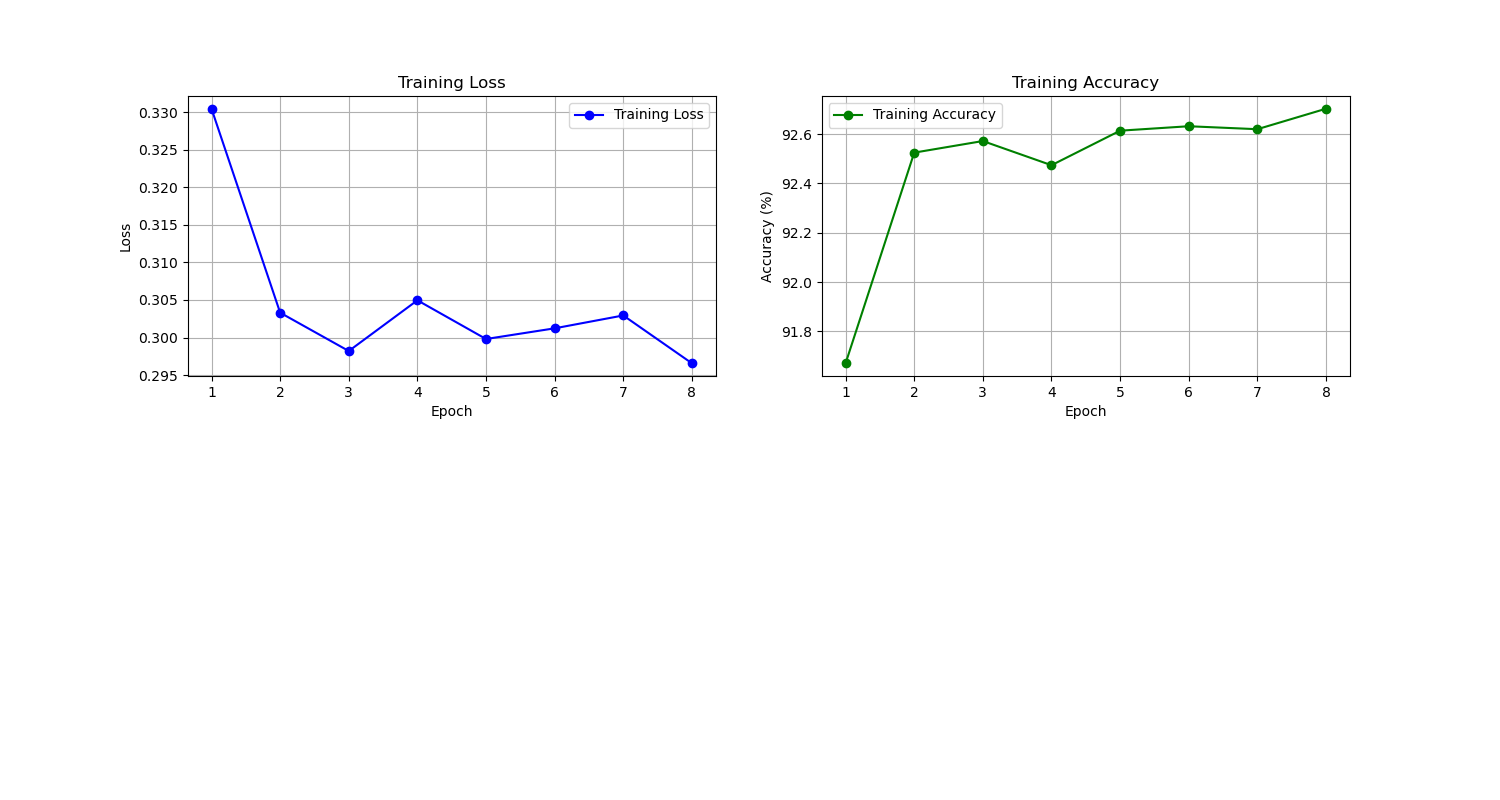 Training Loss
Training Loss
0.330
0.325
0.320
0.315
0.310
0.305
0.300
0.295
Loss
1 2 3 4 5 6 7 8
Epoch
Training Accuracy
Training Accuracy
92.6
92.4
92.2
92.0
91.8
Accuracy (%)
1 2 3 4 5 6 7 8
Epoch